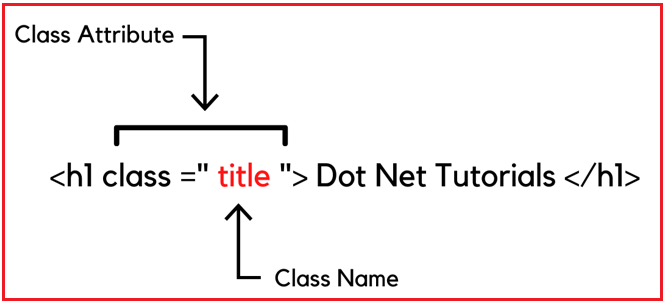 Class Attribute
<h1 class =" title "> Dot Net Tutorials </h1>
Class Name